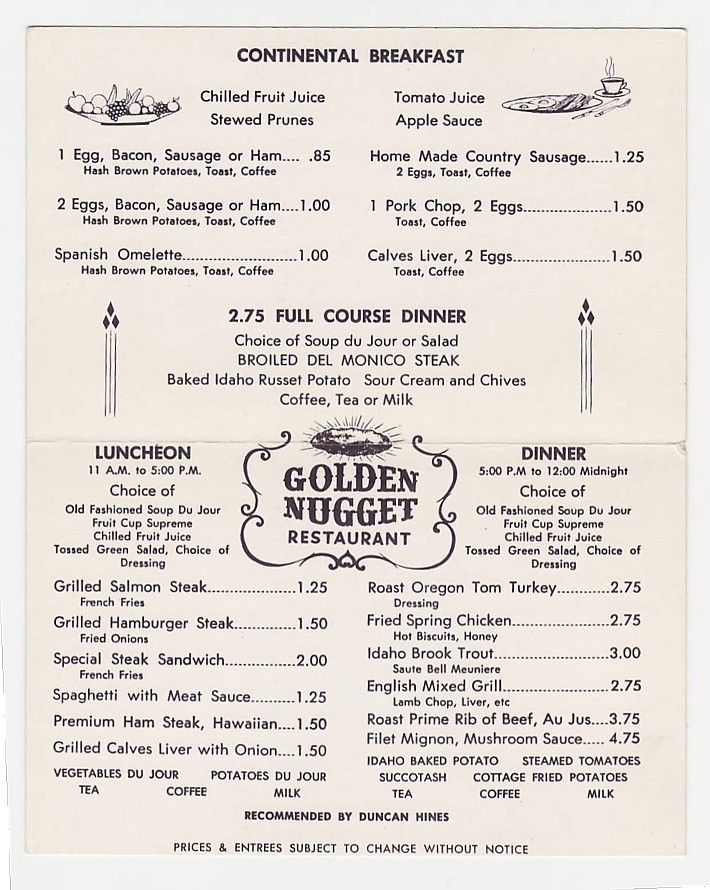 CONTINENTAL BREAKFAST
Chilled Fruit Juice
Stewed Prunes
Tomato Juice
Apple Sauce
1 Egg, Bacon, Sausage or Ham.... .85
Hash Brown Potatoes, Toast, Coffee
2 Eggs, Bacon, Sausage or Ham....1.00
Hash Brown Potatoes, Toast, Coffee
Spanish Omelette..........................1.00
Hash Brown Potatoes, Toast, Coffee
Home Made Country Sausage......1.25
2 Eggs, Toast, Coffee
1 Pork Chop, 2 Eggs....................1.50
Toast, Coffee
Calves Liver, 2 Eggs......................1.50
Toast, Coffee
2.75 FULL COURSE DINNER
Choice of Soup du Jour or Salad
BROILED DEL MONICO STEAK
Baked Idaho Russet Potato Sour Cream and Chives
Coffee, Tea or Milk
GOLDEN
NUGGET
RESTAURANT
LUNCHEON
11 A.M. to 5:00 P.M.
Choice of
Old Fashioned Soup Du Jour
Fruit Cup Supreme
Chilled Fruit Juice
Tossed Green Salad, Choice of
Dressing
Grilled Salmon Steak...........................1.25
French Fries
Grilled Hamburger Steak..............1.50
Fried Onions
Special Steak Sandwich................2.00
French Fries
Spaghetti with Meat Sauce..........1.25
Premium Ham Steak, Hawaiian....1.50
Grilled Calves Liver with Onion....1.50
VEGETABLES DU JOUR POTATOES DU JOUR
TEA COFFEE MILK
DINNER
5:00 P.M to 12:00 Midnight
Choice of
Old Fashioned Soup Du Jour
Fruit Cup Supreme
Chilled Fruit Juice
Tossed Green Salad, Choice of
Dressing
Roast Oregon Tom Turkey............2.75
Dressing
Fried Spring Chicken......................2.75
Hot Biscuits, Honey
Idaho Brook Trout..........................3.00
Saute Bell Meuniere
English Mixed Grill.........................2.75
Lamb Chop, Liver, etc
Roast Prime Rib of Beef, Au Jus....3.75
Filet Mignon, Mushroom Sauce..... 4.75
IDAHO BAKED POTATO STEAMED TOMATOES
SUCCOTASH COTTAGE FRIED POTATOES
TEA COFFEE MILK
RECOMMENDED BY DUNCAN HINES
PRICES & ENTREES SUBJECT TO CHANGE WITHOUT NOTICE